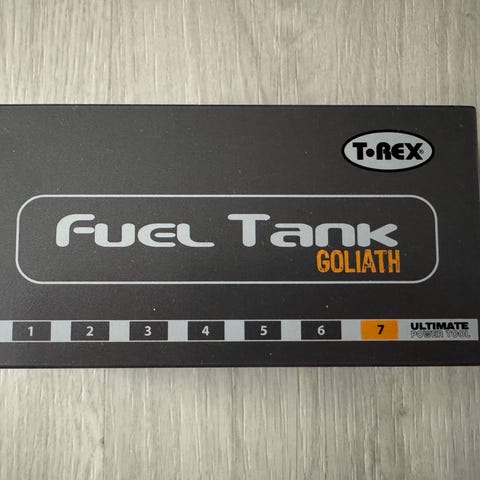 T•REX®
FUEL TANK
GOLIATH
1 2 3 4 5 6 7 ULTIMATE
POWER TOOL